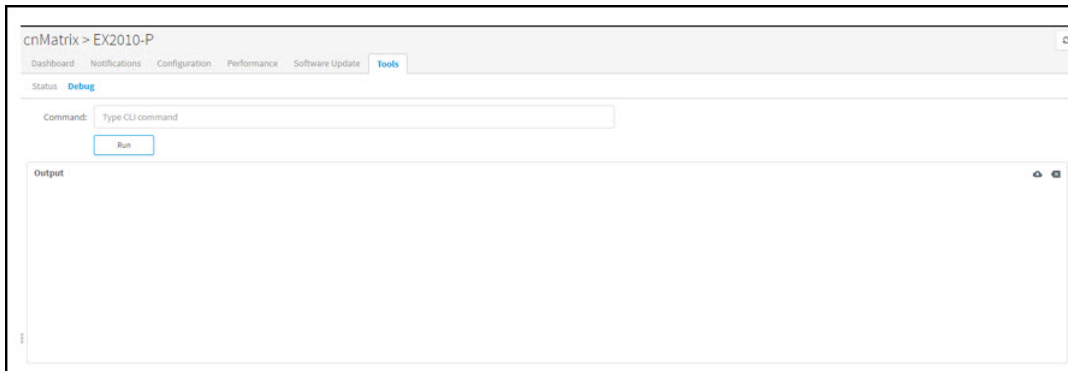 cnMatrix > EX2010-P
Dashboard Notifications Configuration Performance Software Update Tools
Status Debug
Command: Type CLI command
Run
Output